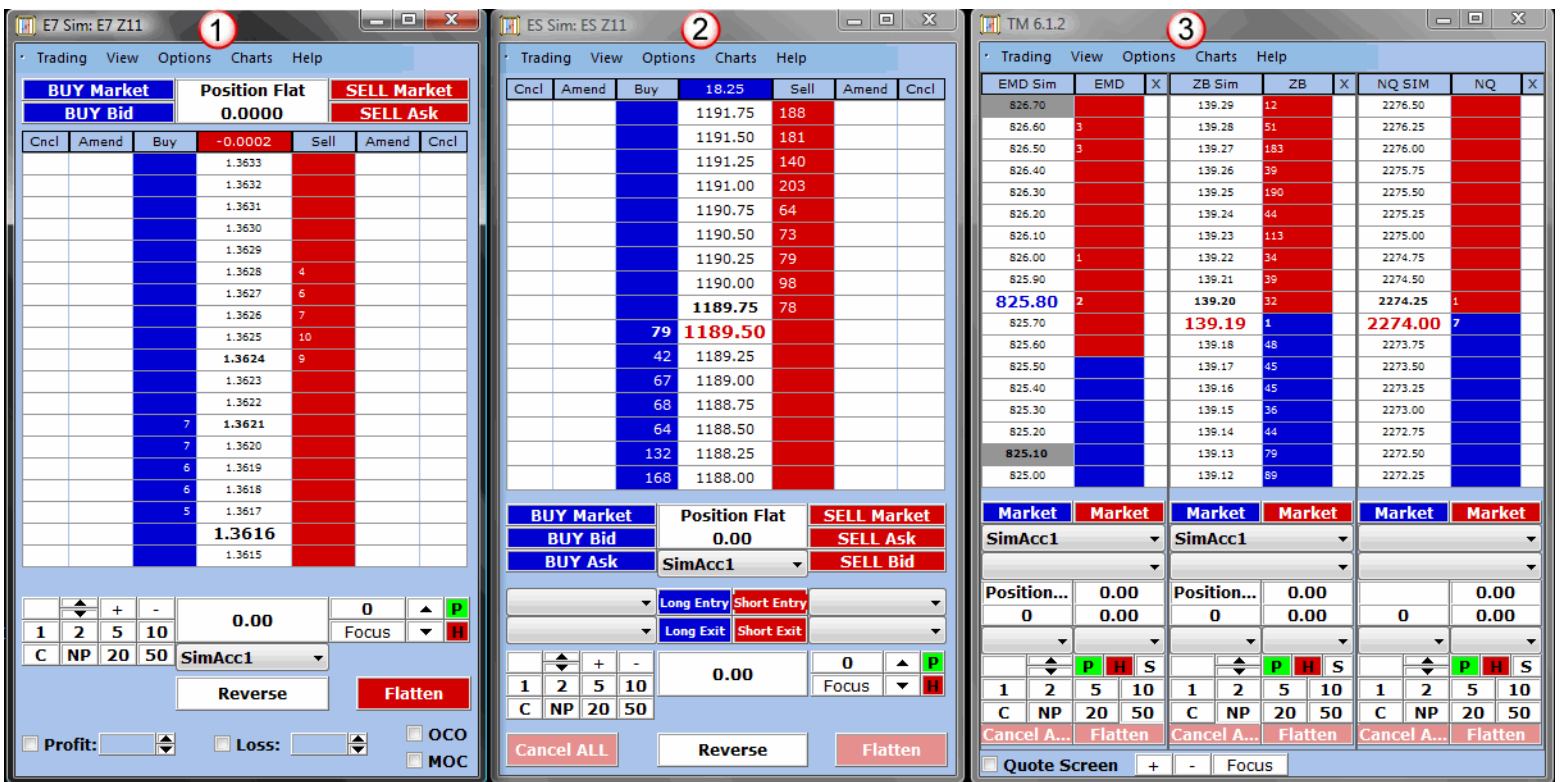 E7 Sim: E7 Z11
1
Trading View Options Charts Help
BUY Market Position Flat SELL Market
BUY Bid 0.0000 SELL Ask
Cncl Amend Buy -0.0002 Sell Amend Cncl
1.3633
1.3632
1.3631
1.3630
1.3629
1.3628 4
1.3627 6
1.3626 7
1.3625 10
1.3624 9
1.3623
1.3622
7 1.3621
7 1.3620
6 1.3619
6 1.3618
5 1.3617
1.3616
1.3615
+ - 0.00 0 P
1 2 5 10 Focus H
C NP 20 50 SimAcc1
Reverse Flatten
Profit: Loss: OCO
MOC
ES Sim: ES Z11
2
Trading View Options Charts Help
Cncl Amend Buy 18.25 Sell Amend Cncl
1191.75 188
1191.50 181
1191.25 140
1191.00 203
1190.75 64
1190.50 73
1190.25 79
1190.00 98
1189.75 78
79 1189.50
42 1189.25
67 1189.00
68 1188.75
64 1188.50
132 1188.25
168 1188.00
BUY Market Position Flat SELL Market
BUY Bid 0.00 SELL Ask
BUY Ask SimAcc1 SELL Bid
Long Entry Short Entry
Long Exit Short Exit
+ - 0.00 0 P
1 2 5 10 Focus H
C NP 20 50
Cancel ALL Reverse Flatten
TM 6.1.2
3
Trading View Options Charts Help
EMD Sim EMD X ZB Sim ZB X NQ SIM NQ X
826.70 139.29 12 2276.50
826.60 3 139.28 51 2276.25
826.50 3 139.27 183 2276.00
826.40 139.26 39 2275.75
826.30 139.25 190 2275.50
826.20 139.24 44 2275.25
826.10 139.23 113 2275.00
826.00 1 139.22 34 2274.75
825.90 139.21 39 2274.50
825.80 2 139.20 32 2274.25 1
825.70 139.19 1 2274.00 7
825.60 139.18 48 2273.75
825.50 139.17 45 2273.50
825.40 139.16 45 2273.25
825.30 139.15 36 2273.00
825.20 139.14 44 2272.75
825.10 139.13 79 2272.50
825.00 139.12 89 2272.25
Market Market Market Market Market Market
SimAcc1 SimAcc1
Position... 0.00 Position... 0.00 0.00
0 0.00 0 0.00 0 0.00
P H S P H S P H S
1 2 5 10 1 2 5 10 1 2 5 10
C NP 20 50 C NP 20 50 C NP 20 50
Cancel A... Flatten Cancel A... Flatten Cancel A... Flatten
Quote Screen + - Focus